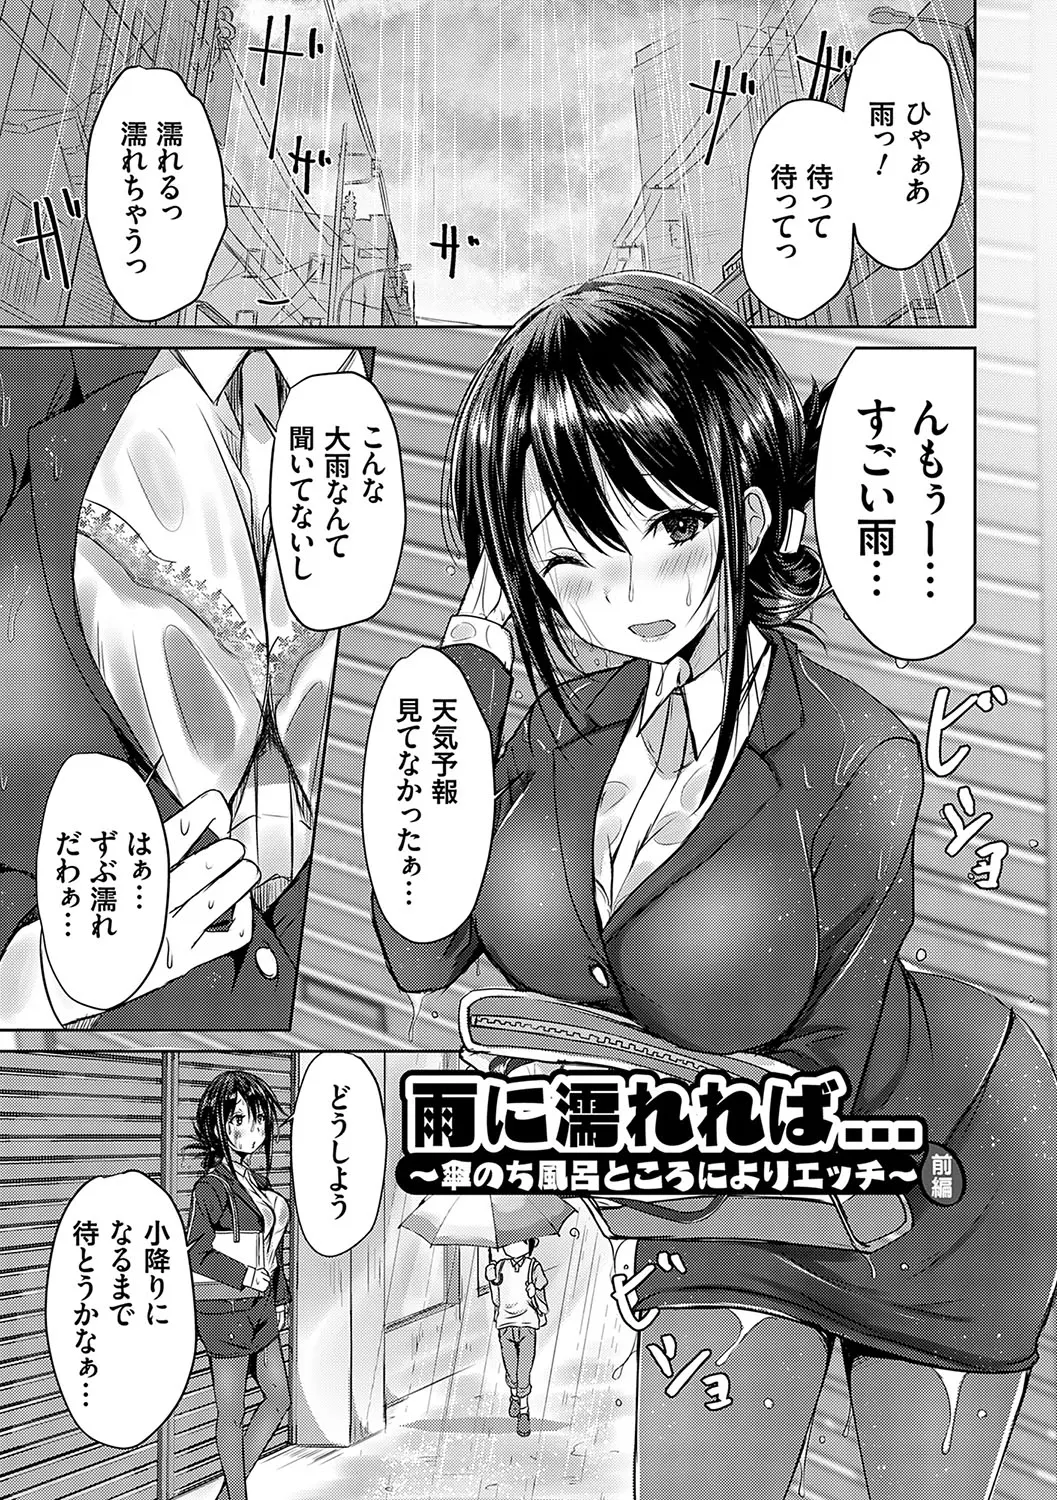 ひゃぁあ
雨っ!
待って
待ってっ
ザ
ザ
ザ
ザ
濡れるっ
濡れちゃうっ
んもぅー…
すごい雨…
こんな
大雨なんて
聞いてないし
天気予報
見てなかったぁ…
はぁ…
ずぶ濡れ
だわぁ…
ビショ
ビショ
雨に濡れれば…
～傘のち風呂ところによりエッチ～
前編
どうしよう
小降りに
なるまで
待とうかなぁ…